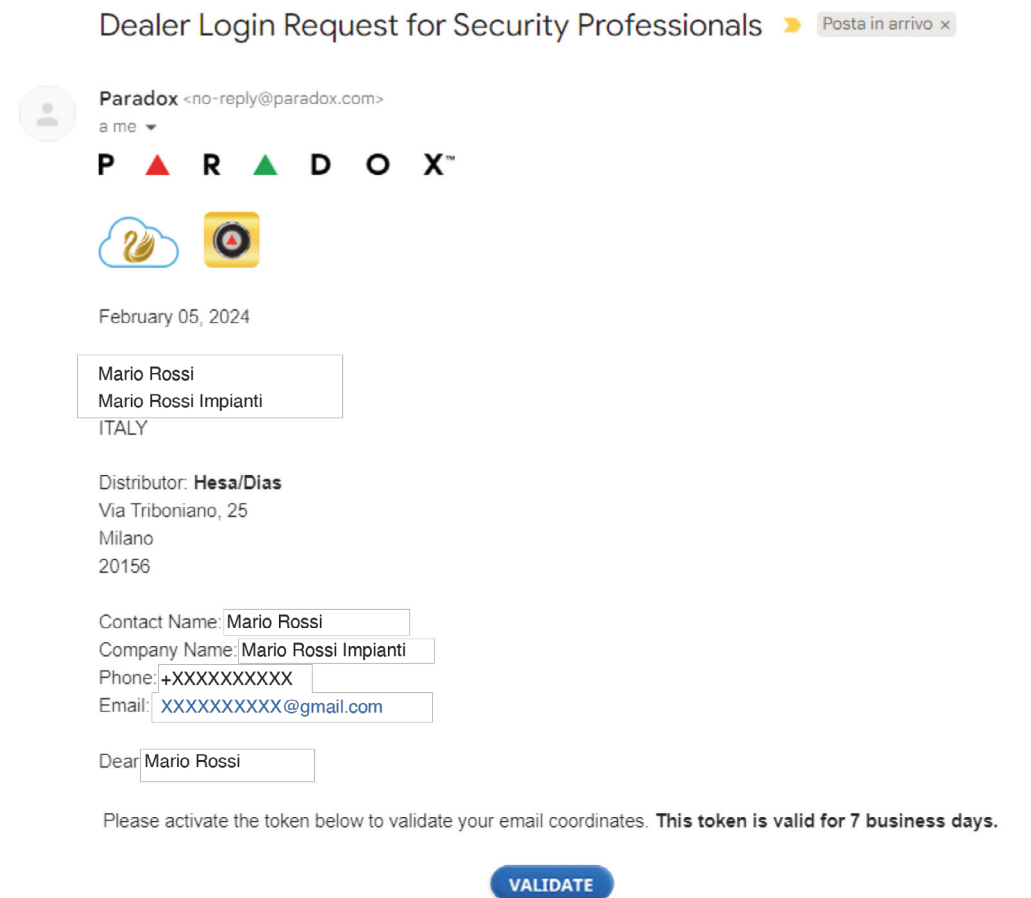 Dealer Login Request for Security Professionals
Posta in arrivo ×
Paradox <no-reply@paradox.com>
a me
PARADOX™
February 05, 2024
Mario Rossi
Mario Rossi Impianti
ITALY
Distributor: Hesa/Dias
Via Triboniano, 25
Milano
20156
Contact Name: Mario Rossi
Company Name: Mario Rossi Impianti
Phone: +XXXXXXXXXX
Email: XXXXXXXXXX@gmail.com
Dear Mario Rossi
Please activate the token below to validate your email coordinates. This token is valid for 7 business days.
VALIDATE